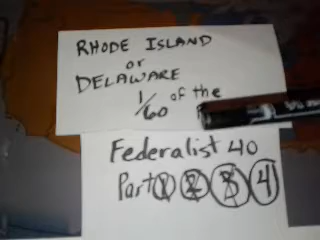 RHODE ISLAND
or
DELAWARE
1/60 of the
Federalist 40
Part 1 2 3 4